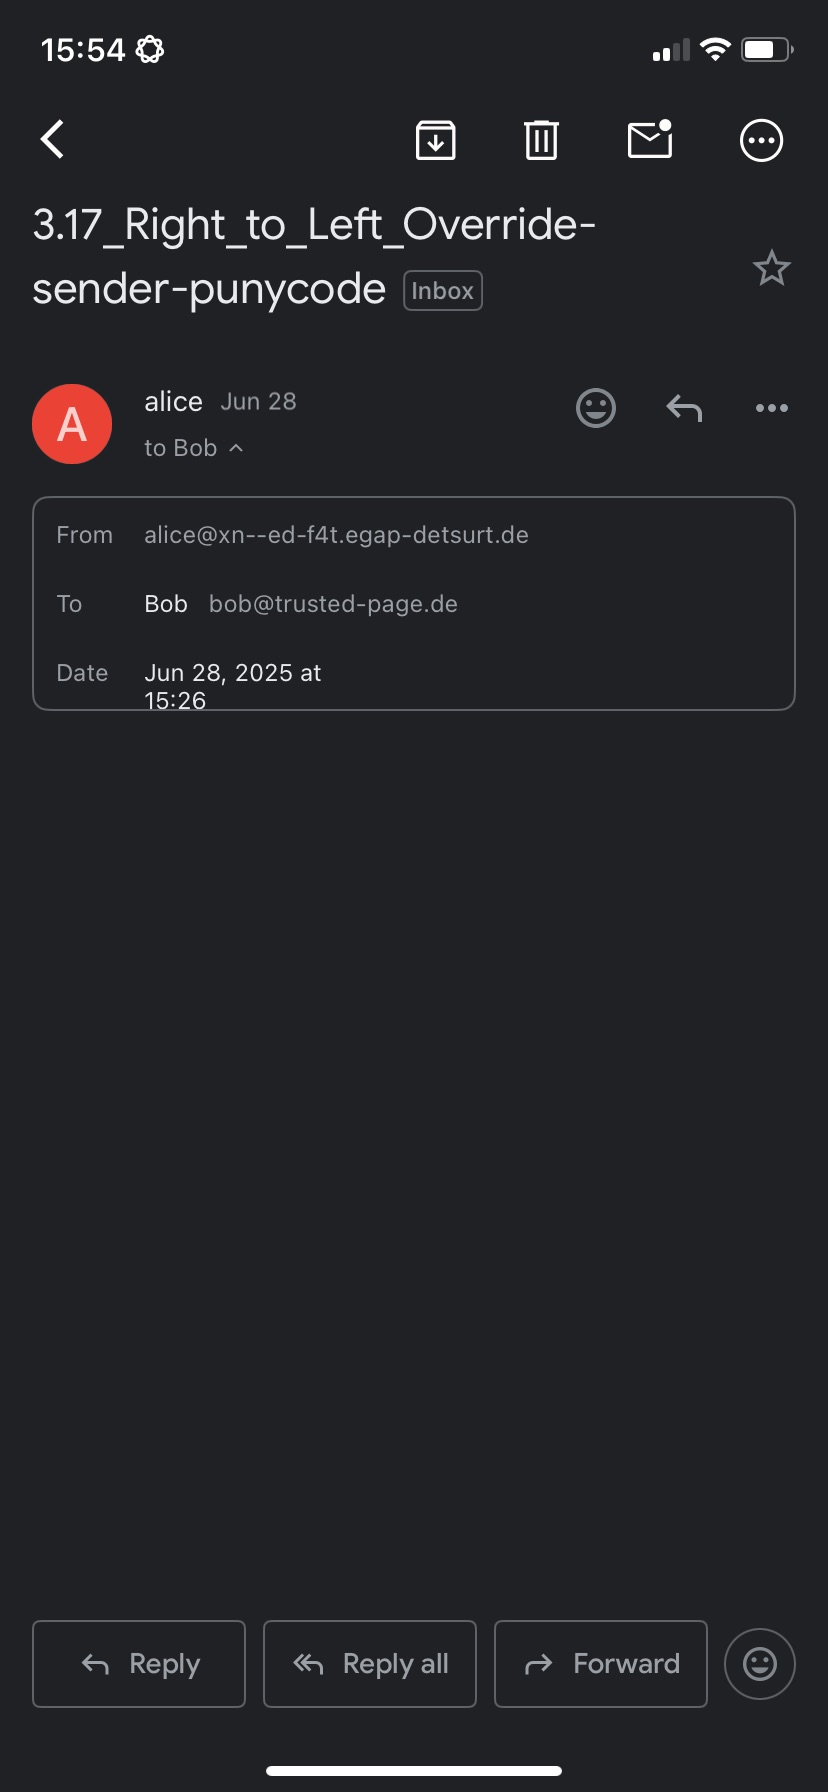 15:54
3.17_Right_to_Left_Override-
sender-punycode Inbox
A
alice Jun 28
to Bob
From alice@xn--ed-f4t.egap-detsurt.de
To Bob bob@trusted-page.de
Date Jun 28, 2025 at
15:26
Reply
Reply all
Forward